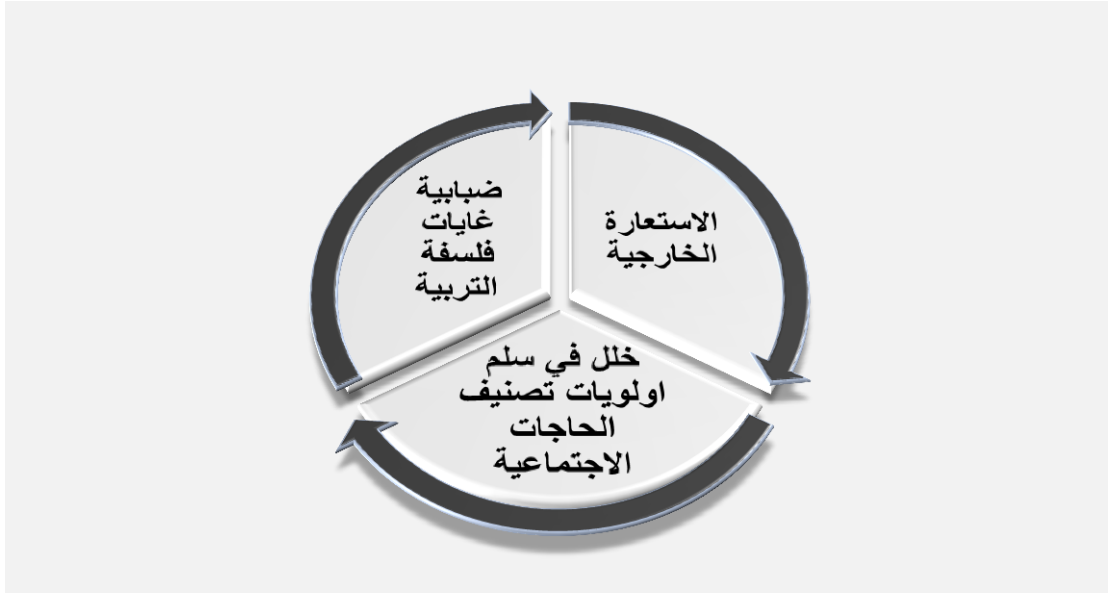 الاستعارة
الخارجية
خلل في سلم
اولويات تصنيف
الحاجات
الاجتماعية
ضبابية
غايات
فلسفة
التربية